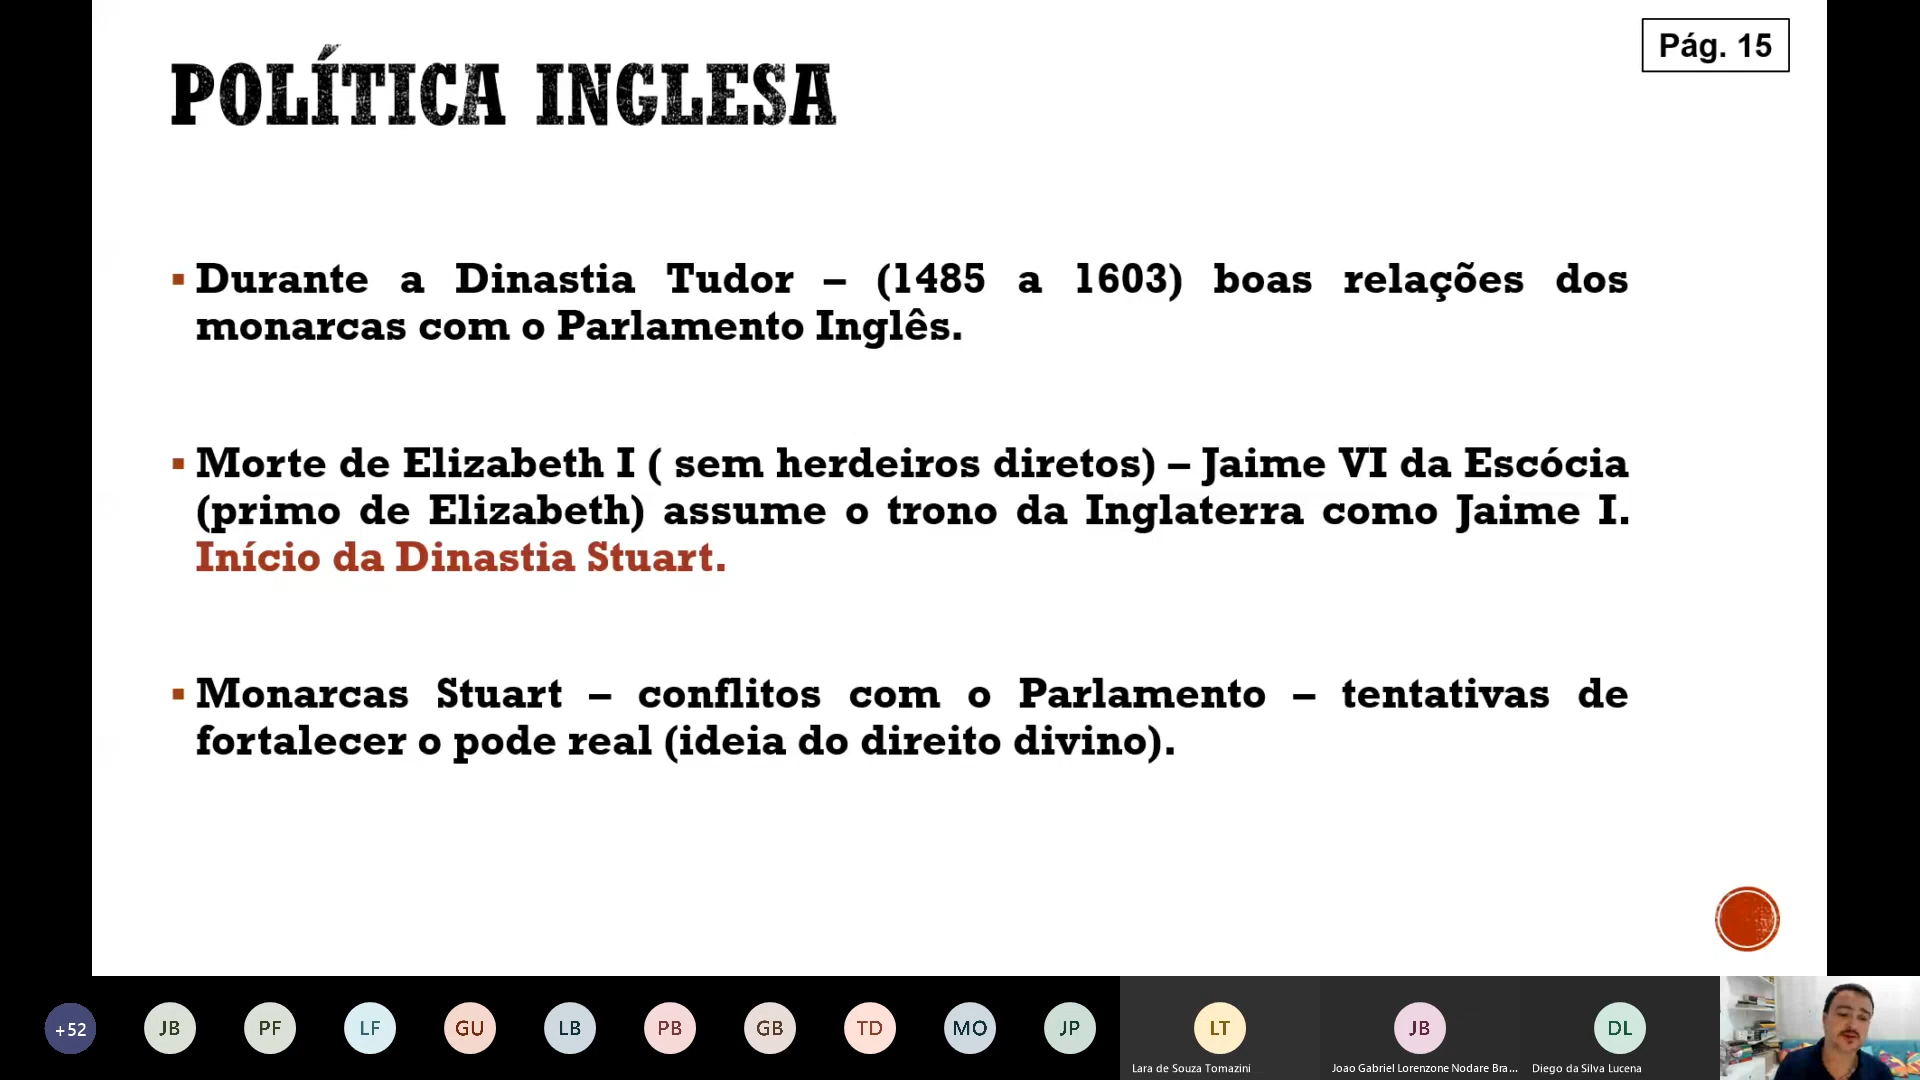 Pág. 15
POLÍTICA INGLESA
▪ Durante a Dinastia Tudor – (1485 a 1603) boas relações dos
monarcas com o Parlamento Inglês.
▪ Morte de Elizabeth I ( sem herdeiros diretos) – Jaime VI da Escócia
(primo de Elizabeth) assume o trono da Inglaterra como Jaime I.
Início da Dinastia Stuart.
▪ Monarcas Stuart – conflitos com o Parlamento – tentativas de
fortalecer o pode real (ideia do direito divino).
+52 JB PF LF GU LB PB GB TD MO JP LT JB DL
Lara de Souza Tomazini Joao Gabriel Lorenzone Nodare Bra... Diego da Silva Lucena